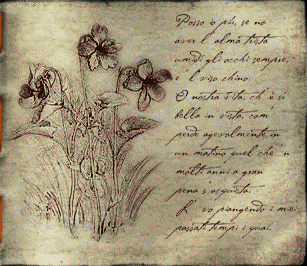 Posso io più, se no
aver l'alma trista
umidi gli occhi sempre,
e 'l viso chino.
O nostra vita, ch'è sì
bella in vista, com
perde agevolmente in
un matino quel che 'n
molti anni a gran
pena s'acquista.
I' vo piangendo i miei
passati tempi i quai